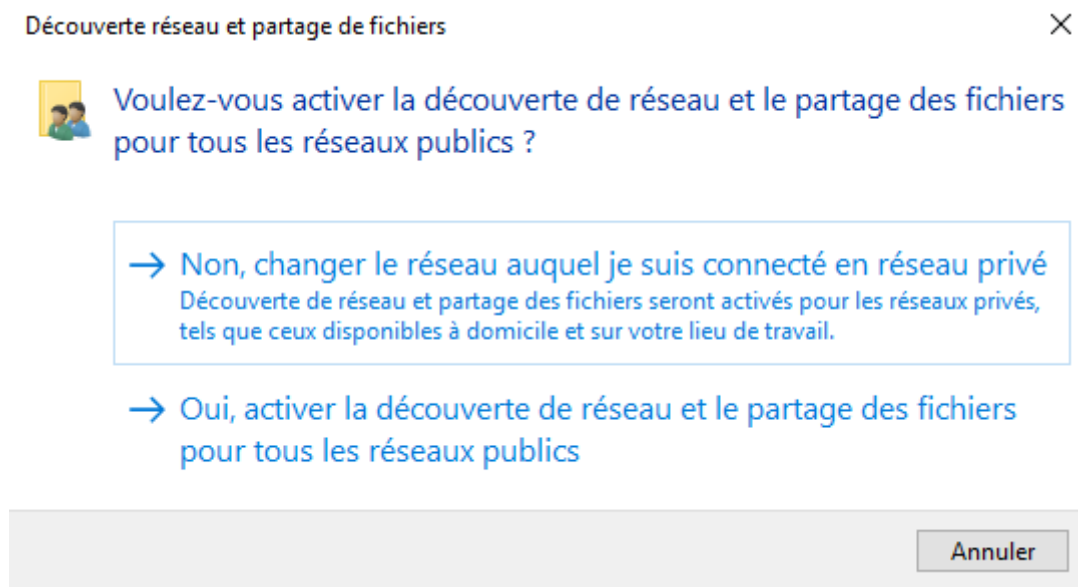 Découverte réseau et partage de fichiers
Voulez-vous activer la découverte de réseau et le partage des fichiers
pour tous les réseaux publics ?
Non, changer le réseau auquel je suis connecté en réseau privé
Découverte de réseau et partage des fichiers seront activés pour les réseaux privés,
tels que ceux disponibles à domicile et sur votre lieu de travail.
Oui, activer la découverte de réseau et le partage des fichiers
pour tous les réseaux publics
Annuler